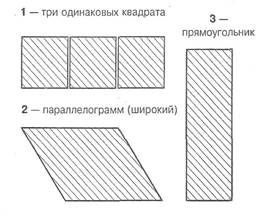 1 — три одинаковых квадрата
2 — параллелограмм (широкий)
3 —
прямоугольник